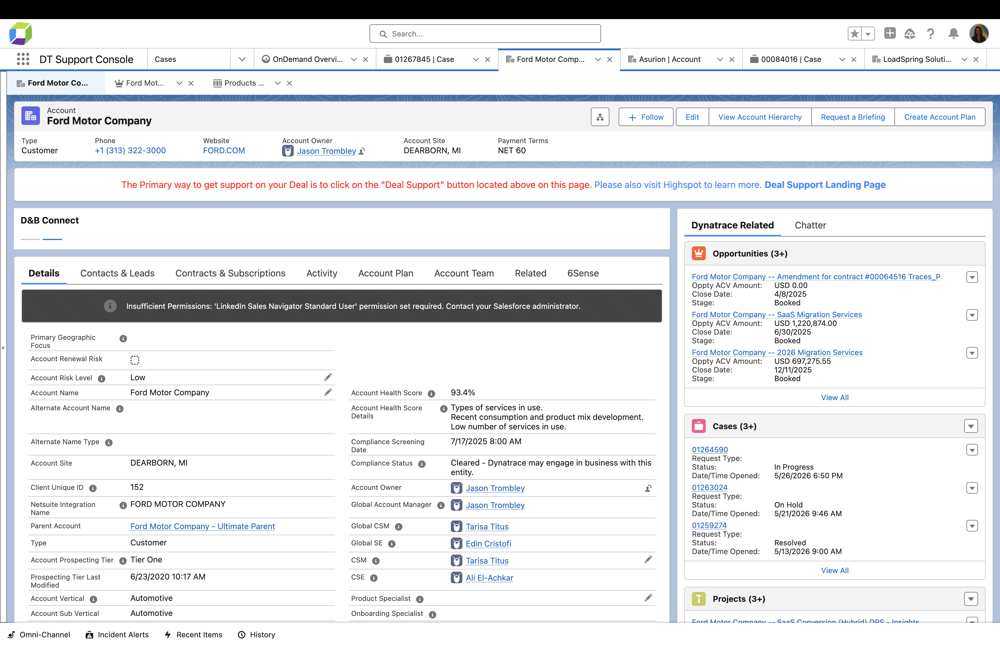 Search...
DT Support Console
Cases
OnDemand Overvi...
01267845 | Case
Ford Motor Comp...
Asurion | Account
00084016 | Case
LoadSpring Soluti...
Ford Motor Co...
Ford Mot...
Products ...
Account
Ford Motor Company
Follow
Edit
View Account Hierarchy
Request a Briefing
Create Account Plan
Type
Customer
Phone
+1 (313) 322-3000
Website
FORD.COM
Account Owner
Jason Trombley
Account Site
DEARBORN, MI
Payment Terms
NET 60
The Primary way to get support on your Deal is to click on the "Deal Support" button located above on this page. Please also visit Highspot to learn more. Deal Support Landing Page
D&B Connect
Details
Contacts & Leads
Contracts & Subscriptions
Activity
Account Plan
Account Team
Related
6Sense
Insufficient Permissions: 'LinkedIn Sales Navigator Standard User' permission set required. Contact your Salesforce administrator.
Primary Geographic
Focus
Account Renewal Risk
Account Risk Level
Low
Account Name
Ford Motor Company
Alternate Account Name
Alternate Name Type
Account Site
DEARBORN, MI
Client Unique ID
152
Netsuite Integration
Name
FORD MOTOR COMPANY
Parent Account
Ford Motor Company - Ultimate Parent
Type
Customer
Account Prospecting Tier
Tier One
Prospecting Tier Last
Modified
6/23/2020 10:17 AM
Account Vertical
Automotive
Account Sub Vertical
Automotive
Account Health Score
93.4%
Account Health Score
Details
Types of services in use.
Recent consumption and product mix development.
Low number of services in use.
Compliance Screening
Date
7/17/2025 8:00 AM
Compliance Status
Cleared - Dynatrace may engage in business with this
entity.
Account Owner
Jason Trombley
Global Account Manager
Jason Trombley
Global CSM
Tarisa Titus
Global SE
Edin Cristofi
CSM
Tarisa Titus
CSE
Ali El-Achkar
Product Specialist
Onboarding Specialist
Dynatrace Related
Chatter
Opportunities (3+)
Ford Motor Company -- Amendment for contract #00064516 Traces_P
Oppty ACV Amount: USD 0.00
Close Date: 4/8/2025
Stage: Booked
Ford Motor Company -- SaaS Migration Services
Oppty ACV Amount: USD 1,220,874.00
Close Date: 6/30/2025
Stage: Booked
Ford Motor Company -- 2026 Migration Services
Oppty ACV Amount: USD 697,275.55
Close Date: 12/11/2025
Stage: Booked
View All
Cases (3+)
01264590
Request Type:
Status: In Progress
Date/Time Opened: 5/26/2026 6:50 PM
01263024
Request Type:
Status: On Hold
Date/Time Opened: 5/21/2026 9:46 AM
01259274
Request Type:
Status: Resolved
Date/Time Opened: 5/13/2026 9:00 AM
View All
Projects (3+)
Ford Motor Company -- SaaS Conversion (Hybrid) DPS - Insights
Omni-Channel
Incident Alerts
Recent Items
History